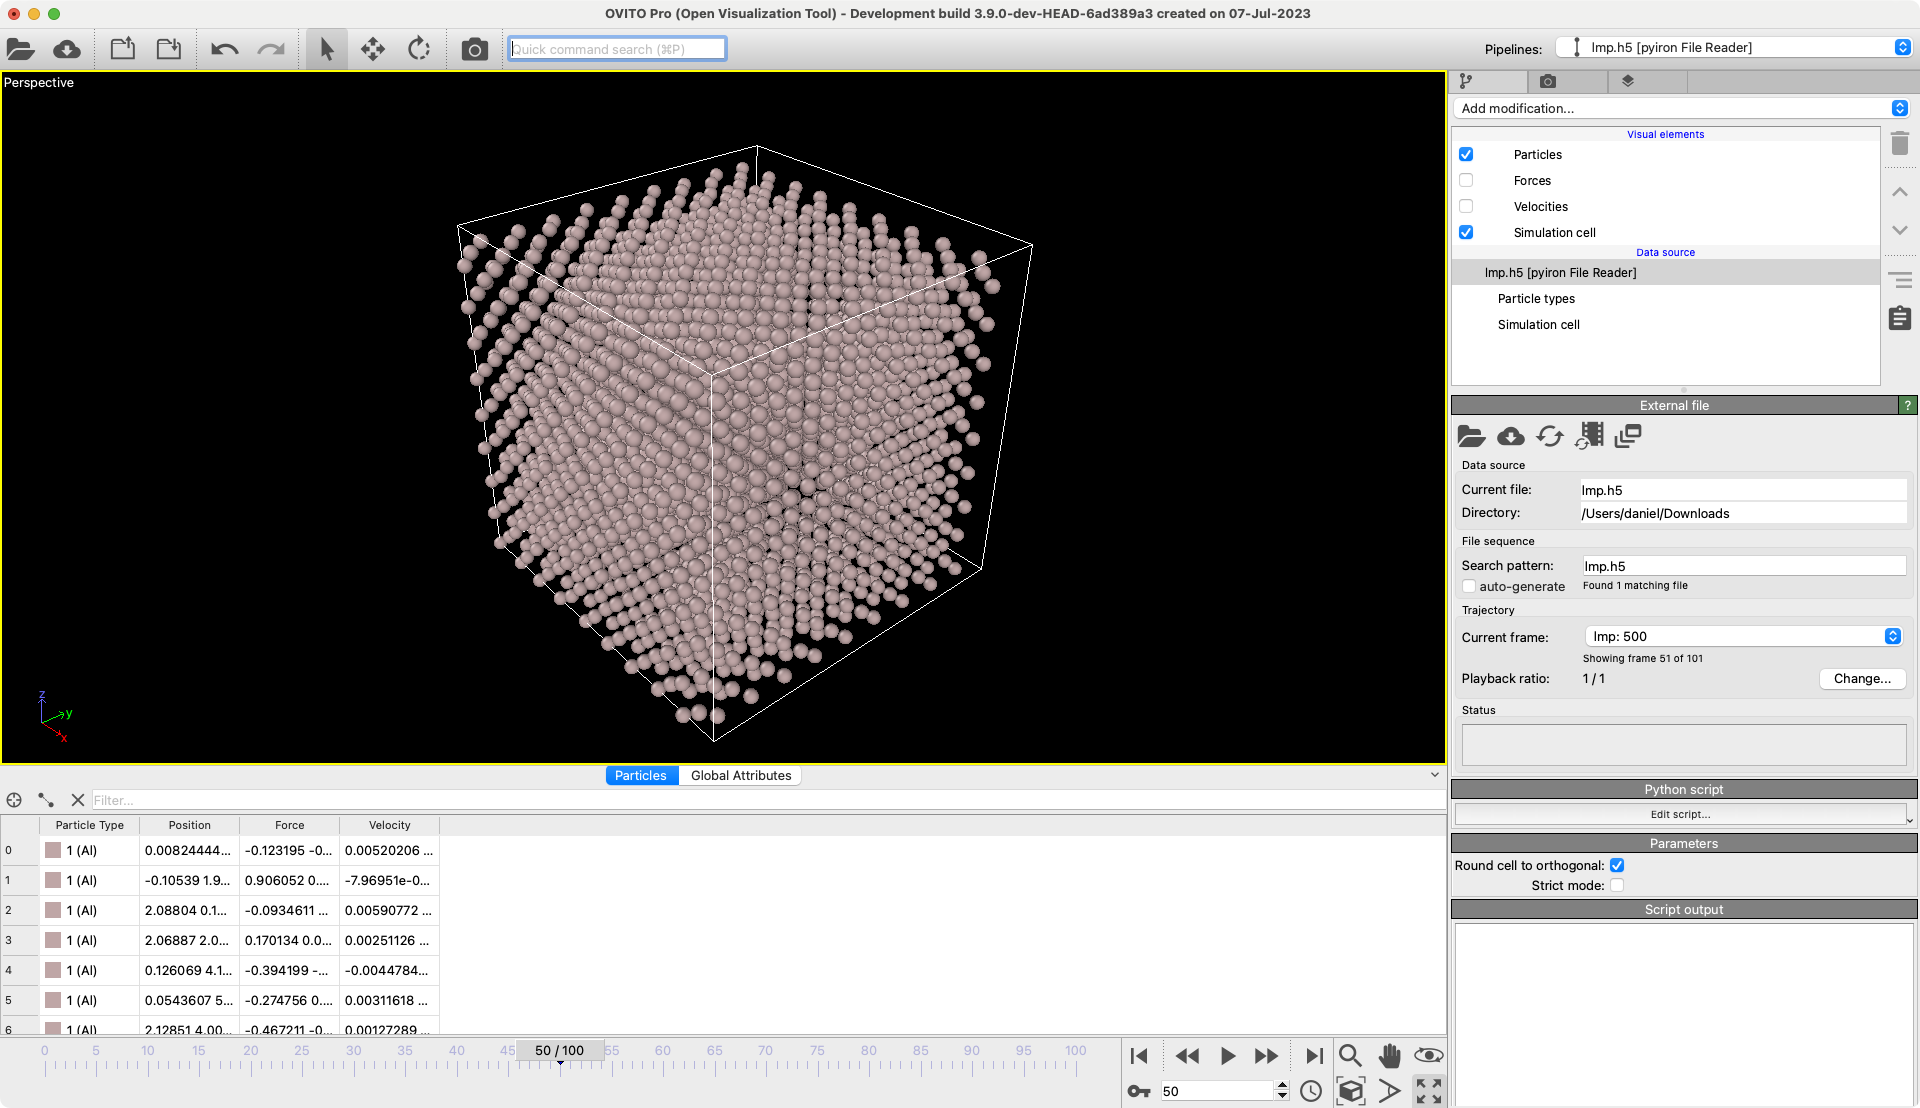 OVITO Pro (Open Visualization Tool) - Development build 3.9.0-dev-HEAD-6ad389a3 created on 07-Jul-2023
Quick command search (⌘P)
Pipelines:
lmp.h5 [pyiron File Reader]
Perspective
z
y
x
Add modification...
Visual elements
Particles
Forces
Velocities
Simulation cell
Data source
lmp.h5 [pyiron File Reader]
Particle types
Simulation cell
External file
?
Data source
Current file: lmp.h5
Directory: /Users/daniel/Downloads
File sequence
Search pattern: lmp.h5
auto-generate Found 1 matching file
Trajectory
Current frame: lmp: 500
Showing frame 51 of 101
Playback ratio: 1 / 1 Change...
Status
Python script
Edit script...
Parameters
Round cell to orthogonal:
Strict mode:
Script output
Particles Global Attributes
Filter...
Particle Type Position Force Velocity
0 1 (Al) 0.00824444... -0.123195 -0... 0.00520206 ...
1 1 (Al) -0.10539 1.9... 0.906052 0.... -7.96951e-0...
2 1 (Al) 2.08804 0.1... -0.0934611 ... 0.00590772 ...
3 1 (Al) 2.06887 2.0... 0.170134 0.0... 0.00251126 ...
4 1 (Al) 0.126069 4.1... -0.394199 -... -0.0044784...
5 1 (Al) 0.0543607 5... -0.274756 0.... 0.00311618 ...
6 1 (Al) 2.12851 4.00... -0.467211 -0... 0.00127289 ...
0 5 10 15 20 25 30 35 40 45 50 / 100 55 60 65 70 75 80 85 90 95 100
50